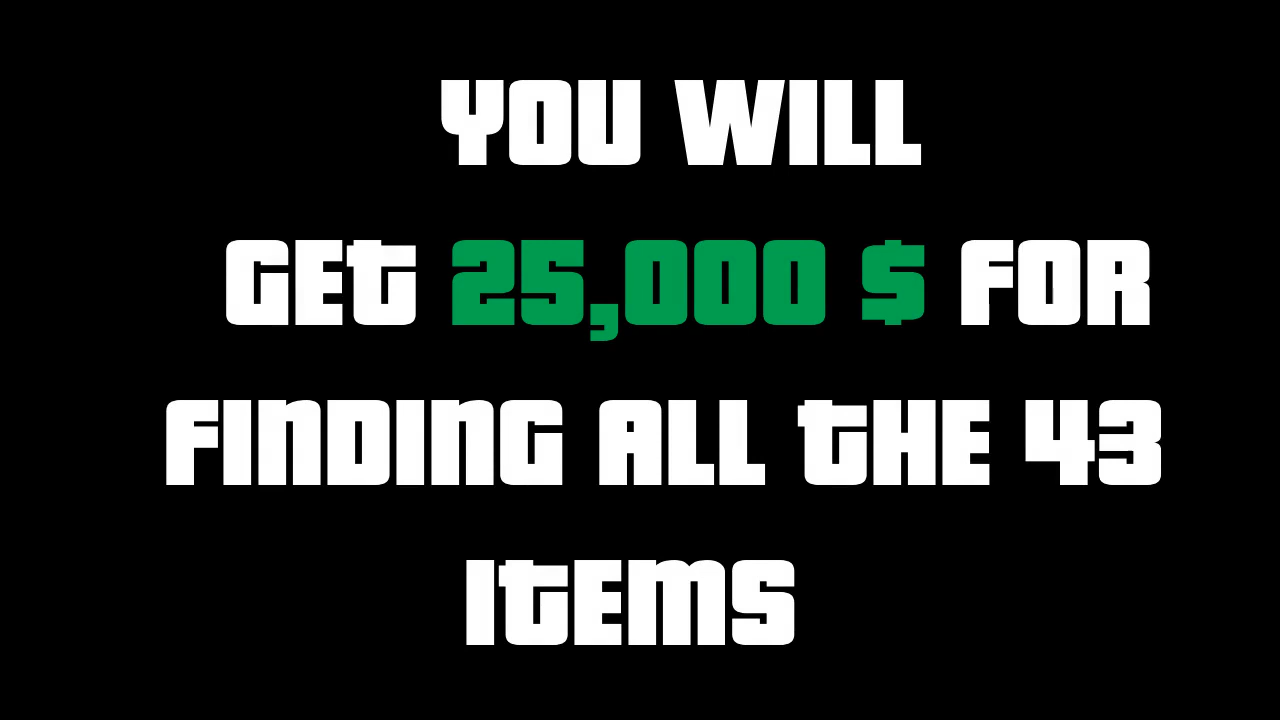 YOU WILL
GET 25,000 $ FOR
FINDING ALL THE 43
ITEMS